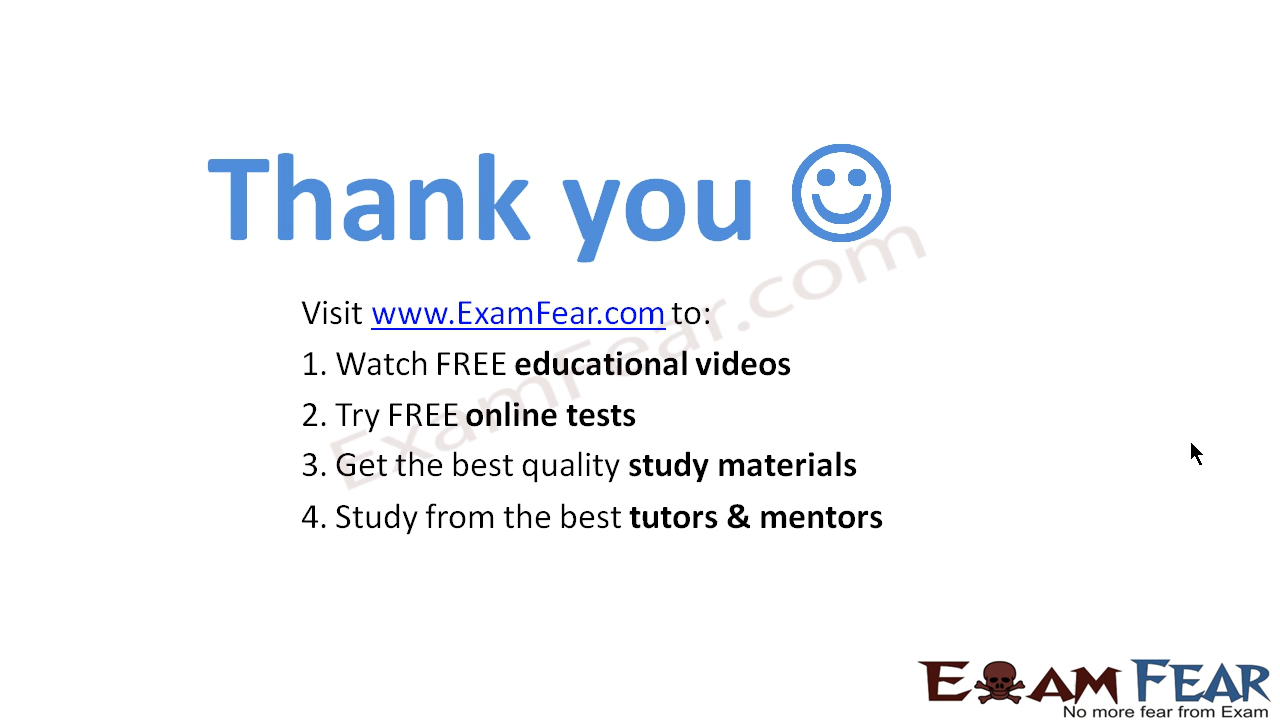 Thank you
Visit www.ExamFear.com to:
1. Watch FREE educational videos
2. Try FREE online tests
3. Get the best quality study materials
4. Study from the best tutors & mentors
ExamFear.com
EXAM FEAR
No more fear from Exam